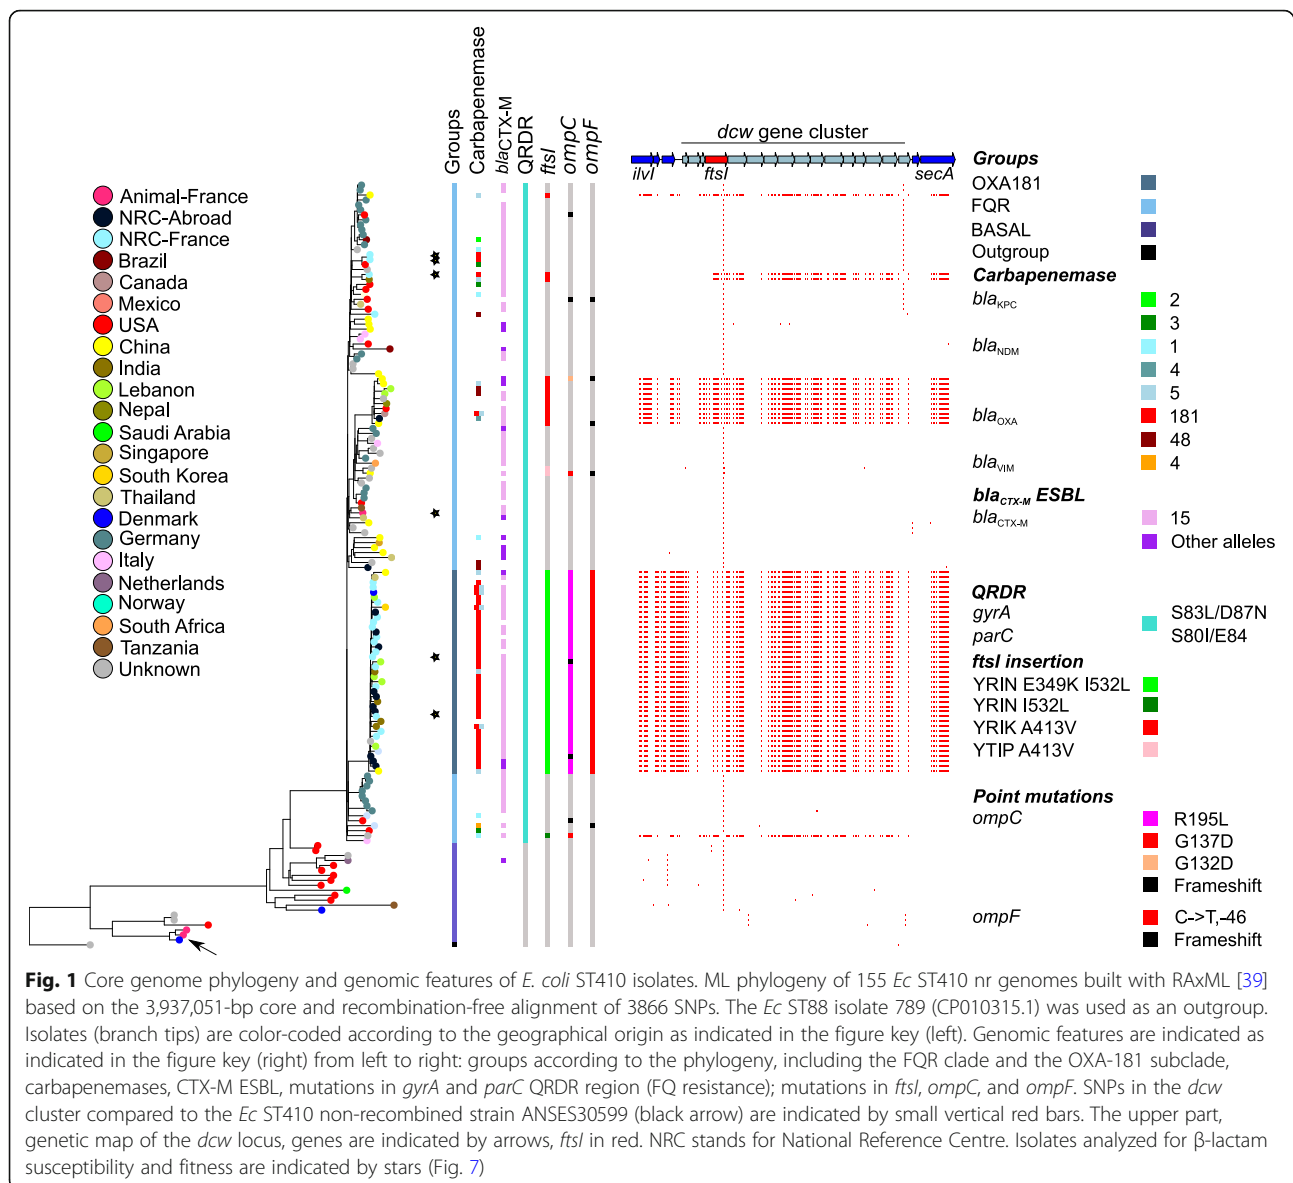 Groups
Carbapenemase
blaCTX-M
QRDR
ftsI
ompC
ompF
dcw gene cluster
ilvI
ftsI
secA
Animal-France
NRC-Abroad
NRC-France
Brazil
Canada
Mexico
USA
China
India
Lebanon
Nepal
Saudi Arabia
Singapore
South Korea
Thailand
Denmark
Germany
Italy
Netherlands
Norway
South Africa
Tanzania
Unknown
Groups
OXA181
FQR
BASAL
Outgroup
Carbapenemase
blaKPC 2
3
blaNDM 1
4
5
blaOXA 181
48
blaVIM 4
blaCTX-M ESBL
blaCTX-M 15
Other alleles
QRDR
gyrA S83L/D87N
parC S80I/E84
ftsI insertion
YRIN E349K I532L
YRIN I532L
YRIK A413V
YTIP A413V
Point mutations
ompC R195L
G137D
G132D
Frameshift
ompF C->T,-46
Frameshift
Fig. 1 Core genome phylogeny and genomic features of E. coli ST410 isolates. ML phylogeny of 155 Ec ST410 nr genomes built with RAxML [39]
based on the 3,937,051-bp core and recombination-free alignment of 3866 SNPs. The Ec ST88 isolate 789 (CP010315.1) was used as an outgroup.
Isolates (branch tips) are color-coded according to the geographical origin as indicated in the figure key (left). Genomic features are indicated as
indicated in the figure key (right) from left to right: groups according to the phylogeny, including the FQR clade and the OXA-181 subclade,
carbapenemases, CTX-M ESBL, mutations in gyrA and parC QRDR region (FQ resistance); mutations in ftsI, ompC, and ompF. SNPs in the dcw
cluster compared to the Ec ST410 non-recombined strain ANSES30599 (black arrow) are indicated by small vertical red bars. The upper part,
genetic map of the dcw locus, genes are indicated by arrows, ftsI in red. NRC stands for National Reference Centre. Isolates analyzed for β-lactam
susceptibility and fitness are indicated by stars (Fig. 7)